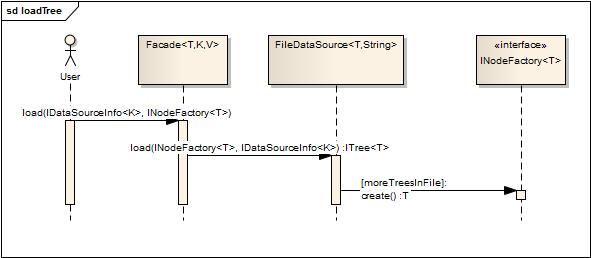 sd loadTree
Facade<T,K,V>
FileDataSource<T,String>
«interface»
INodeFactory<T>
User
load(IDataSourceInfo<K>, INodeFactory<T>)
load(INodeFactory<T>, IDataSourceInfo<K>) :ITree<T>
[moreTreesInFile]:
create() :T